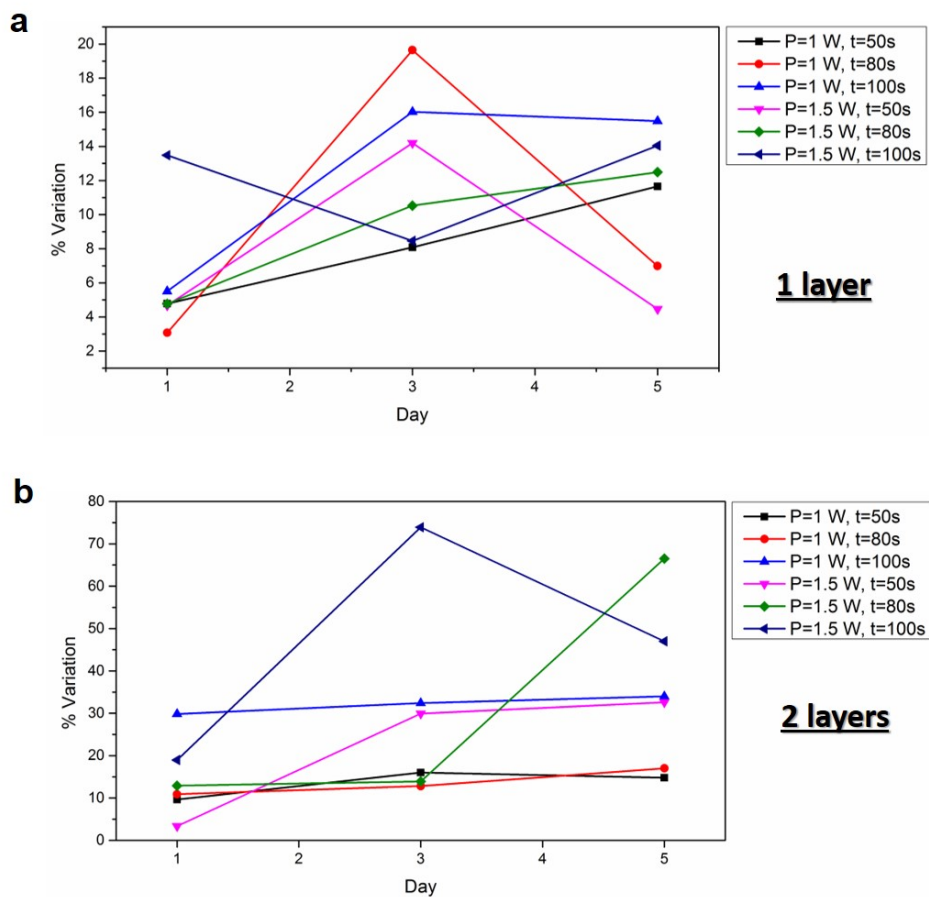 a
20
18
16
14
12
10
8
6
4
2
% Variation
1
2
3
4
5
Day
P=1 W, t=50s
P=1 W, t=80s
P=1 W, t=100s
P=1.5 W, t=50s
P=1.5 W, t=80s
P=1.5 W, t=100s
1 layer
b
80
70
60
50
40
30
20
10
0
% Variation
1
2
3
4
5
Day
P=1 W, t=50s
P=1 W, t=80s
P=1 W, t=100s
P=1.5 W, t=50s
P=1.5 W, t=80s
P=1.5 W, t=100s
2 layers